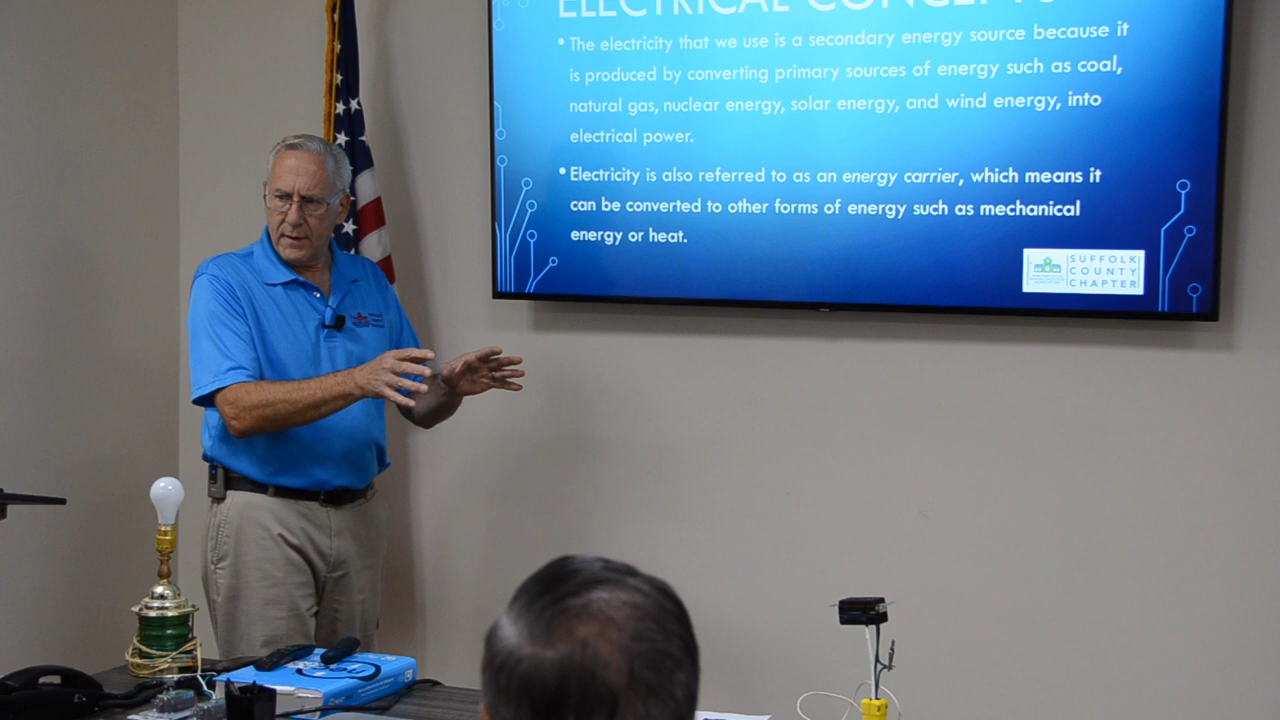 ELECTRICAL CONCEPTS
• The electricity that we use is a secondary energy source because it
is produced by converting primary sources of energy such as coal,
natural gas, nuclear energy, solar energy, and wind energy, into
electrical power.
• Electricity is also referred to as an energy carrier, which means it
can be converted to other forms of energy such as mechanical
energy or heat.
SUFFOLK
COUNTY
CHAPTER